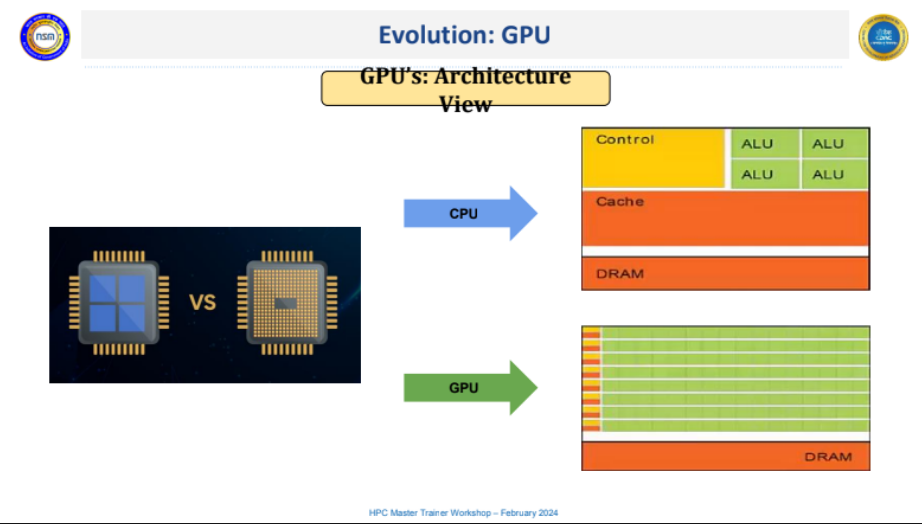 nsm
Evolution: GPU
GPU's: Architecture
View
Control
ALU
ALU
ALU
ALU
Cache
DRAM
CPU
VS
GPU
DRAM
HPC Master Trainer Workshop – February 2024